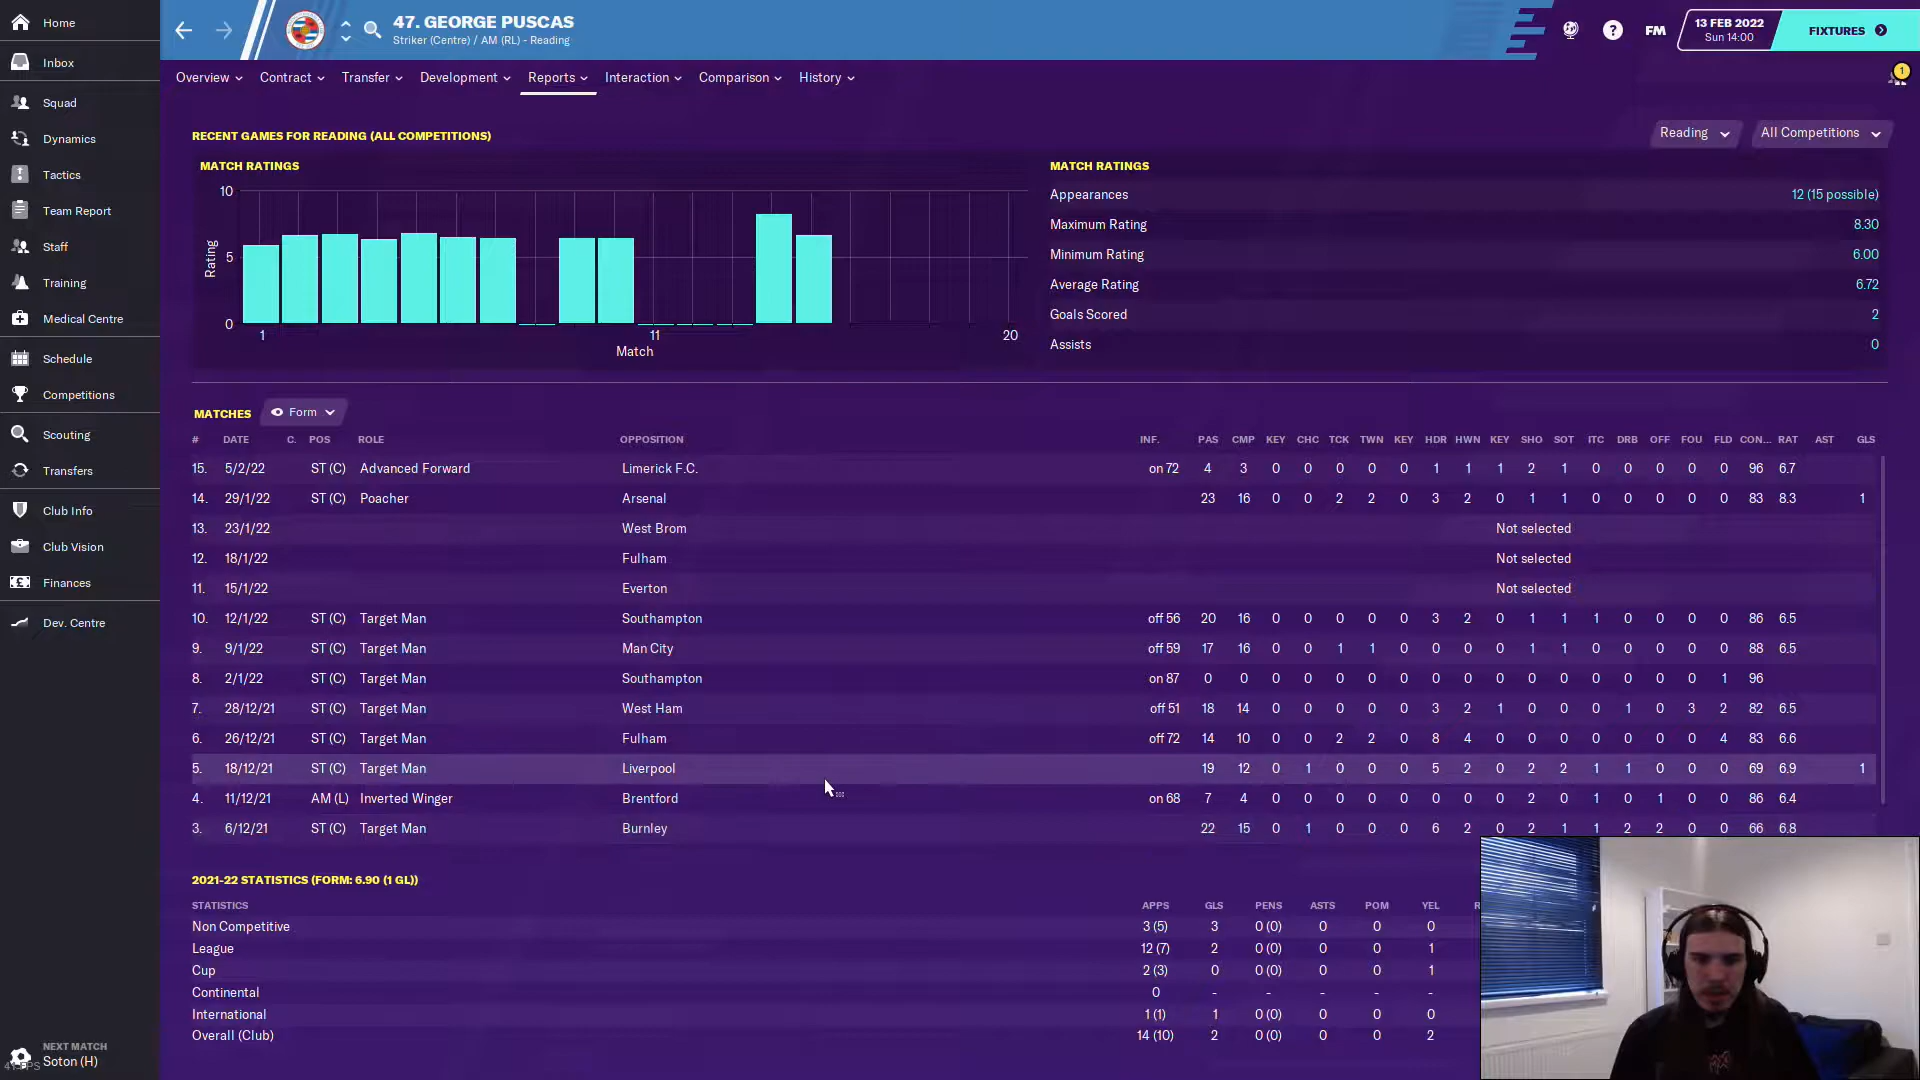 Home
Inbox
Squad
Dynamics
Tactics
Team Report
Staff
Training
Medical Centre
Schedule
Competitions
Scouting
Transfers
Club Info
Club Vision
Finances
Dev. Centre
NEXT MATCH
Soton (H)
47. GEORGE PUSCAS
Striker (Centre) / AM (RL) - Reading
? FM
13 FEB 2022
Sun 14:00
FIXTURES
1
Overview Contract Transfer Development Reports Interaction Comparison History
RECENT GAMES FOR READING (ALL COMPETITIONS)
Reading All Competitions
MATCH RATINGS
10
5
0
Rating
1 11 20
Match
MATCH RATINGS
Appearances 12 (15 possible)
Maximum Rating 8.30
Minimum Rating 6.00
Average Rating 6.72
Goals Scored 2
Assists 0
MATCHES Form
# DATE C. POS ROLE OPPOSITION INF. PAS CMP KEY CHC TCK TWN KEY HDR HWN KEY SHO SOT ITC DRB OFF FOU FLD CON... RAT AST GLS
15. 5/2/22 ST (C) Advanced Forward Limerick F.C. on 72 4 3 0 0 0 0 0 1 1 1 2 1 0 0 0 0 0 96 6.7
14. 29/1/22 ST (C) Poacher Arsenal 23 16 0 0 2 2 0 3 2 0 1 1 0 0 0 0 0 83 8.3 1
13. 23/1/22 West Brom Not selected
12. 18/1/22 Fulham Not selected
11. 15/1/22 Everton Not selected
10. 12/1/22 ST (C) Target Man Southampton off 56 20 16 0 0 0 0 0 3 2 0 1 1 1 0 0 0 0 86 6.5
9. 9/1/22 ST (C) Target Man Man City off 59 17 16 0 0 1 1 0 0 0 0 1 1 0 0 0 0 0 88 6.5
8. 2/1/22 ST (C) Target Man Southampton on 87 0 0 0 0 0 0 0 0 0 0 0 0 0 0 0 0 1 96
7. 28/12/21 ST (C) Target Man West Ham off 51 18 14 0 0 0 0 0 3 2 1 0 0 0 1 0 3 2 82 6.5
6. 26/12/21 ST (C) Target Man Fulham off 72 14 10 0 0 2 2 0 8 4 0 0 0 0 0 0 0 4 83 6.6
5. 18/12/21 ST (C) Target Man Liverpool 19 12 0 1 0 0 0 5 2 0 2 2 1 1 0 0 0 69 6.9 1
4. 11/12/21 AM (L) Inverted Winger Brentford on 68 7 4 0 0 0 0 0 0 0 0 2 0 1 0 1 0 0 86 6.4
3. 6/12/21 ST (C) Target Man Burnley 22 15 0 1 0 0 0 6 2 0 2 1 1 2 2 0 0 66 6.8
2021-22 STATISTICS (FORM: 6.90 (1 GL))
STATISTICS APPS GLS PENS ASTS POM YEL R
Non Competitive 3 (5) 3 0 (0) 0 0 0
League 12 (7) 2 0 (0) 0 0 1
Cup 2 (3) 0 0 (0) 0 0 1
Continental 0 - - - - -
International 1 (1) 1 0 (0) 0 0 0
Overall (Club) 14 (10) 2 0 (0) 0 0 2